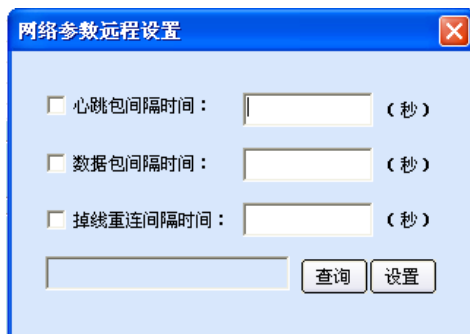 网络参数远程设置
心跳包间隔时间： （秒）
数据包间隔时间： （秒）
掉线重连间隔时间： （秒）
查询 设置